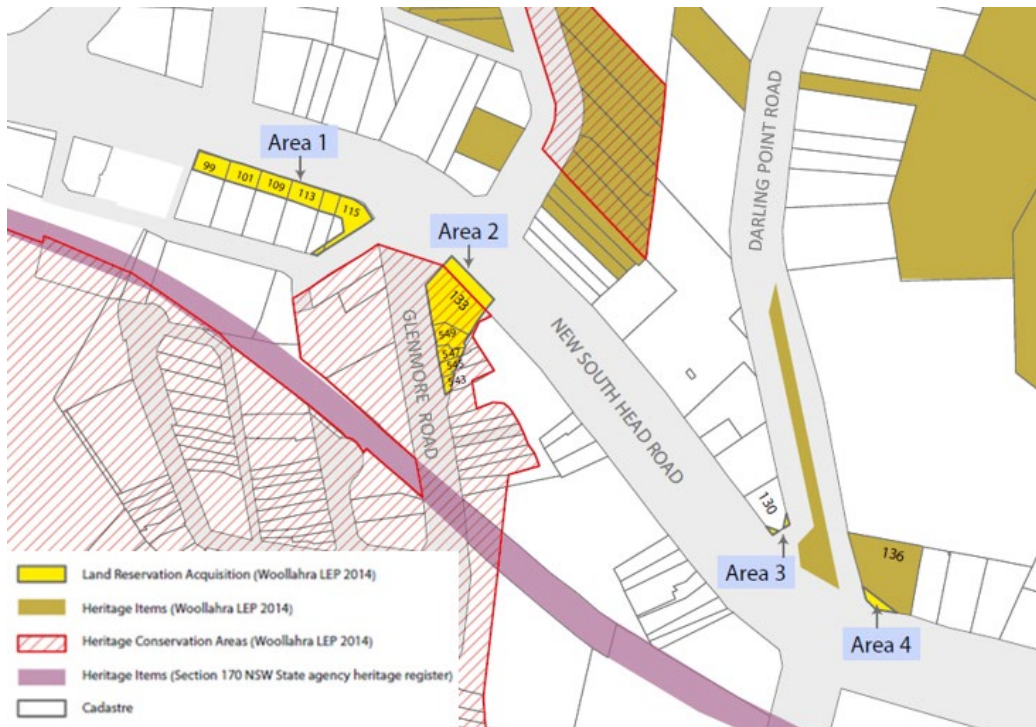 Area 1
99
101
109
113
115
Area 2
133
549
547
545
543
GLENMORE ROAD
NEW SOUTH HEAD ROAD
DARLING POINT ROAD
130
Area 3
136
Area 4
Land Reservation Acquisition (Woollahra LEP 2014)
Heritage Items (Woollahra LEP 2014)
Heritage Conservation Areas (Woollahra LEP 2014)
Heritage Items (Section 170 NSW State agency heritage register)
Cadastre